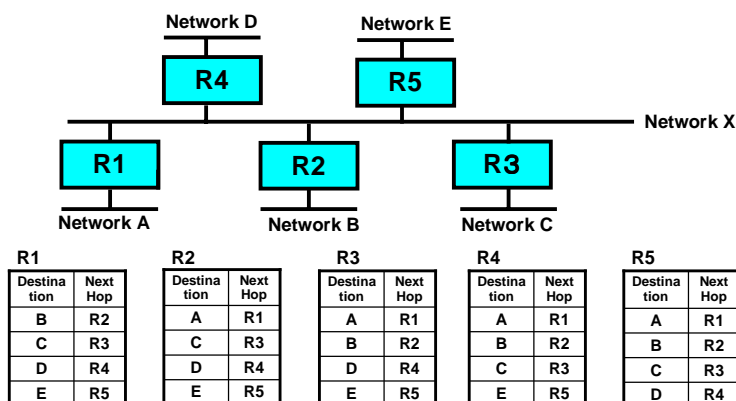 Network D
Network E
R4
R5
Network X
R1
R2
R3
Network A
Network B
Network C
R1
Destina
tion
Next
Hop
B R2
C R3
D R4
E R5
R2
Destina
tion
Next
Hop
A R1
C R3
D R4
E R5
R3
Destina
tion
Next
Hop
A R1
B R2
D R4
E R5
R4
Destina
tion
Next
Hop
A R1
B R2
C R3
E R5
R5
Destina
tion
Next
Hop
A R1
B R2
C R3
D R4